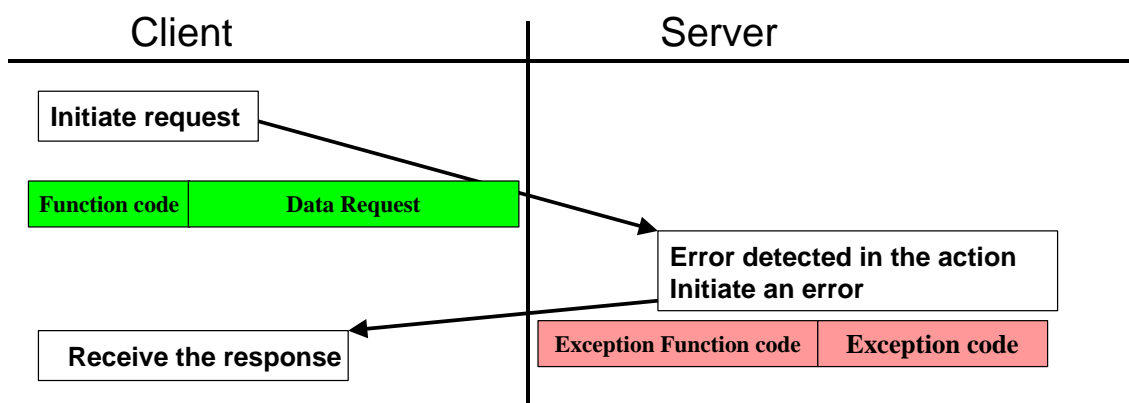 Client
Server
Initiate request
Function code
Data Request
Error detected in the action
Initiate an error
Receive the response
Exception Function code
Exception code